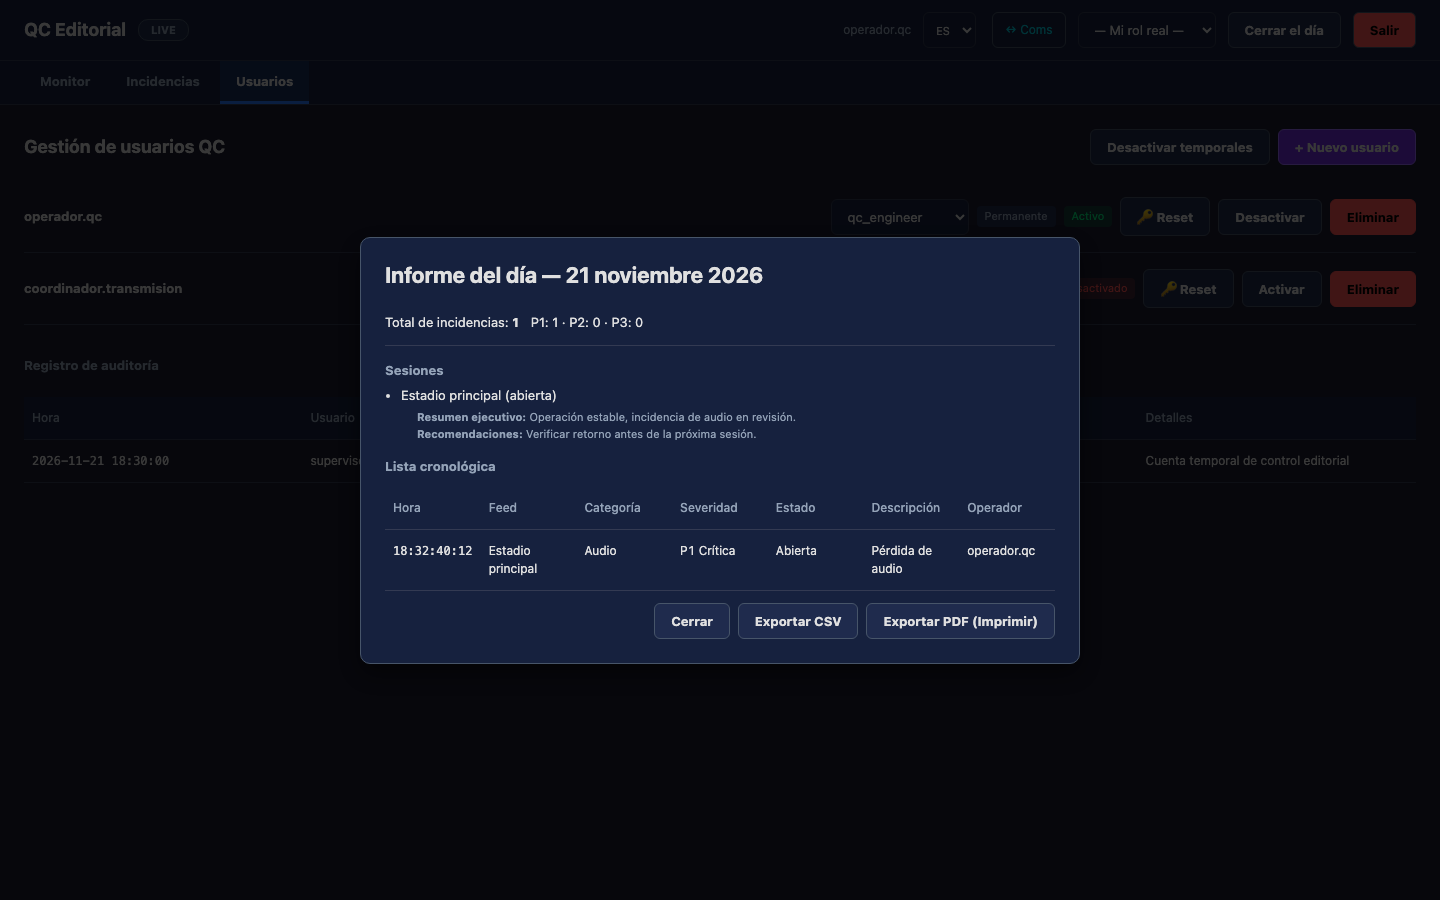 QC Editorial LIVE operador.qc ES ↔ Coms — Mi rol real — Cerrar el día Salir
Monitor Incidencias Usuarios
Gestión de usuarios QC Desactivar temporales + Nuevo usuario
operador.qc qc_engineer Permanente Activo 🔑 Reset Desactivar Eliminar
coordinador.transmision 🔑 Reset Activar Eliminar
Registro de auditoría
Hora Usuario Detalles
2026-11-21 18:30:00 Cuenta temporal de control editorial
Informe del día — 21 noviembre 2026
Total de incidencias: 1 P1: 1 · P2: 0 · P3: 0
Sesiones
• Estadio principal (abierta)
Resumen ejecutivo: Operación estable, incidencia de audio en revisión.
Recomendaciones: Verificar retorno antes de la próxima sesión.
Lista cronológica
Hora Feed Categoría Severidad Estado Descripción Operador
18:32:40:12 Estadio principal Audio P1 Crítica Abierta Pérdida de audio operador.qc
Cerrar Exportar CSV Exportar PDF (Imprimir)